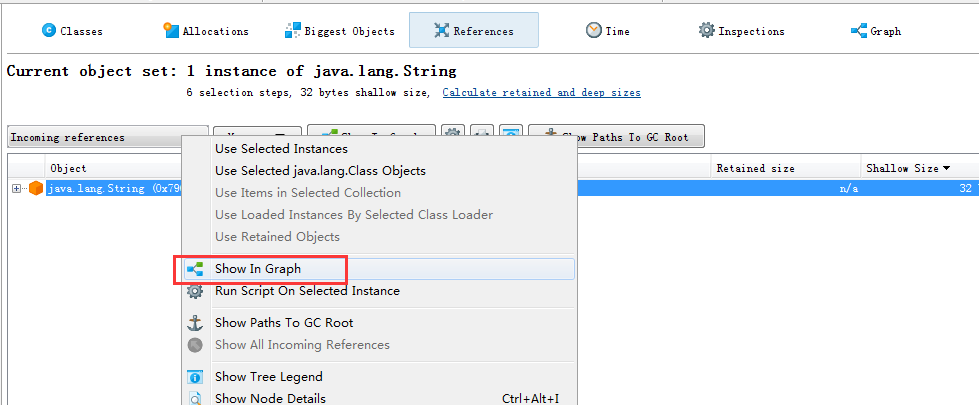 Classes Allocations Biggest Objects References Time Inspections Graph
Current object set: 1 instance of java.lang.String
6 selection steps, 32 bytes shallow size, Calculate retained and deep sizes
Incoming references Show Paths To GC Root
Use Selected Instances
Object Retained size Shallow Size
Use Selected java.lang.Class Objects
java.lang.String (0x790 n/a 32
Use Items in Selected Collection
Use Loaded Instances By Selected Class Loader
Use Retained Objects
Show In Graph
Run Script On Selected Instance
Show Paths To GC Root
Show All Incoming References
Show Tree Legend
Show Node Details Ctrl+Alt+I